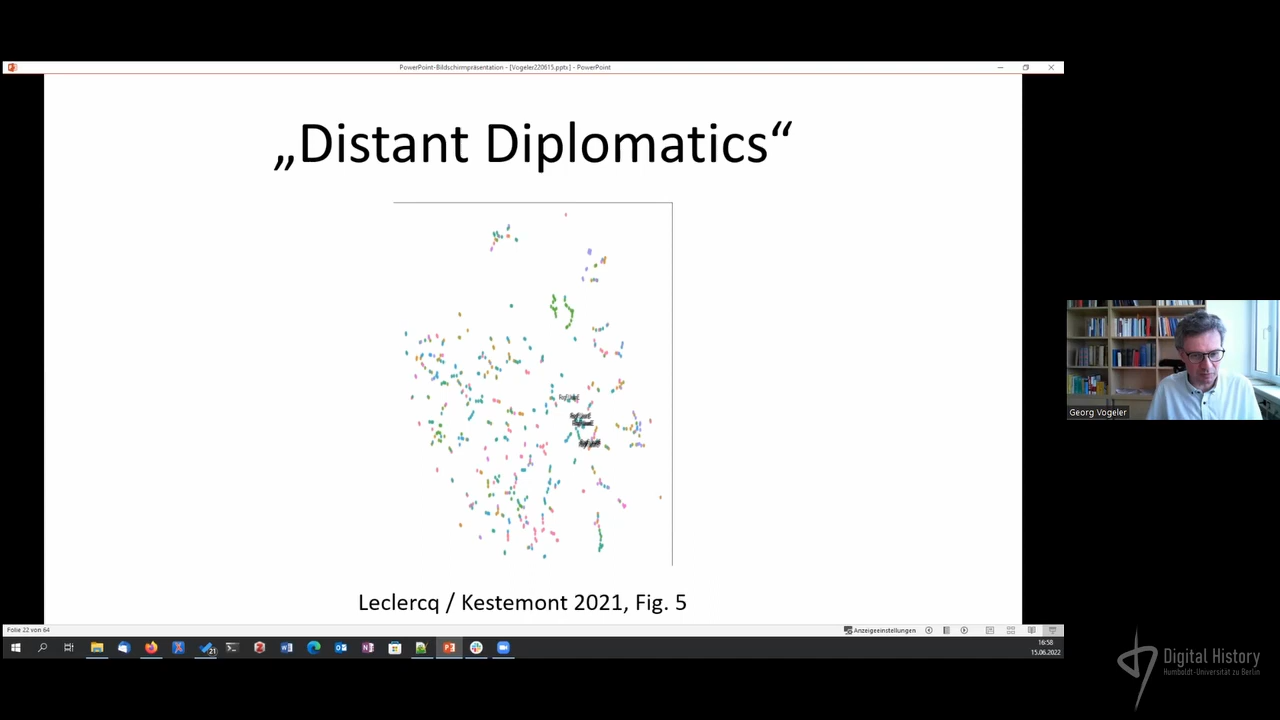 PowerPoint-Bildschirmpräsentation - [Vogeler220615.pptx] - PowerPoint
„Distant Diplomatics“
Leclercq / Kestemont 2021, Fig. 5
Folie 22 von 64
Anzeigeeinstellungen
21
16:58
15.06.2022
Georg Vogeler
Digital History
Humboldt-Universität zu Berlin